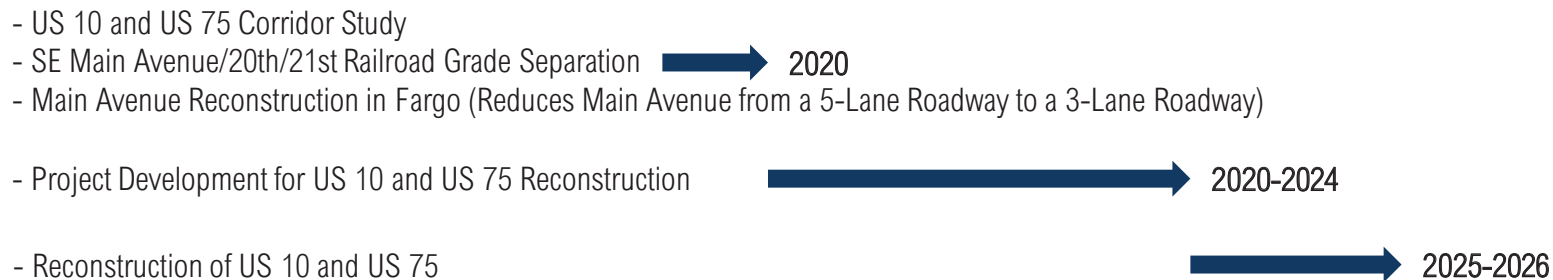 - US 10 and US 75 Corridor Study
- SE Main Avenue/20th/21st Railroad Grade Separation 2020
- Main Avenue Reconstruction in Fargo (Reduces Main Avenue from a 5-Lane Roadway to a 3-Lane Roadway)
- Project Development for US 10 and US 75 Reconstruction 2020-2024
- Reconstruction of US 10 and US 75 2025-2026